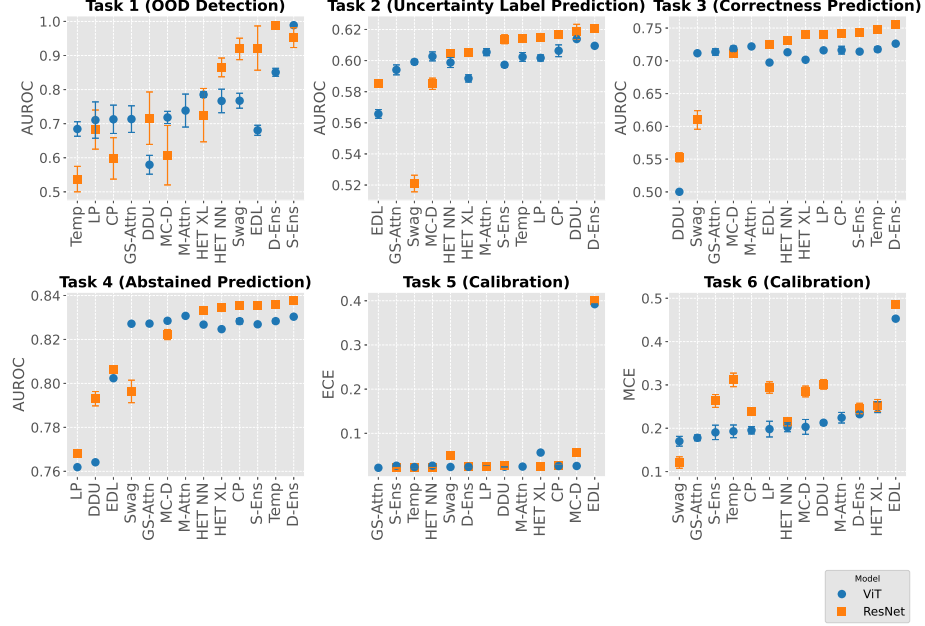 Task 1 (OOD Detection)
AUROC
1.0
0.9
0.8
0.7
0.6
0.5
Temp
LP
CP
GS-Attn
DDU
MC-D
M-Attn
HET XL
HET NN
Swag
EDL
D-Ens
S-Ens
Task 2 (Uncertainty Label Prediction)
AUROC
0.62
0.60
0.58
0.56
0.54
0.52
EDL
GS-Attn
Swag
MC-D
HET NN
HET XL
M-Attn
S-Ens
Temp
LP
CP
DDU
D-Ens
Task 3 (Correctness Prediction)
AUROC
0.75
0.70
0.65
0.60
0.55
0.50
DDU
Swag
GS-Attn
MC-D
M-Attn
EDL
HET NN
HET XL
LP
CP
S-Ens
Temp
D-Ens
Task 4 (Abstained Prediction)
AUROC
0.84
0.82
0.80
0.78
0.76
LP
DDU
EDL
Swag
GS-Attn
MC-D
M-Attn
HET NN
HET XL
CP
S-Ens
Temp
D-Ens
Task 5 (Calibration)
ECE
0.4
0.3
0.2
0.1
GS-Attn
S-Ens
Temp
HET NN
Swag
D-Ens
LP
DDU
M-Attn
HET XL
CP
MC-D
EDL
Task 6 (Calibration)
MCE
0.5
0.4
0.3
0.2
0.1
Swag
GS-Attn
S-Ens
Temp
CP
LP
HET NN
MC-D
DDU
M-Attn
D-Ens
HET XL
EDL
Model
ViT
ResNet